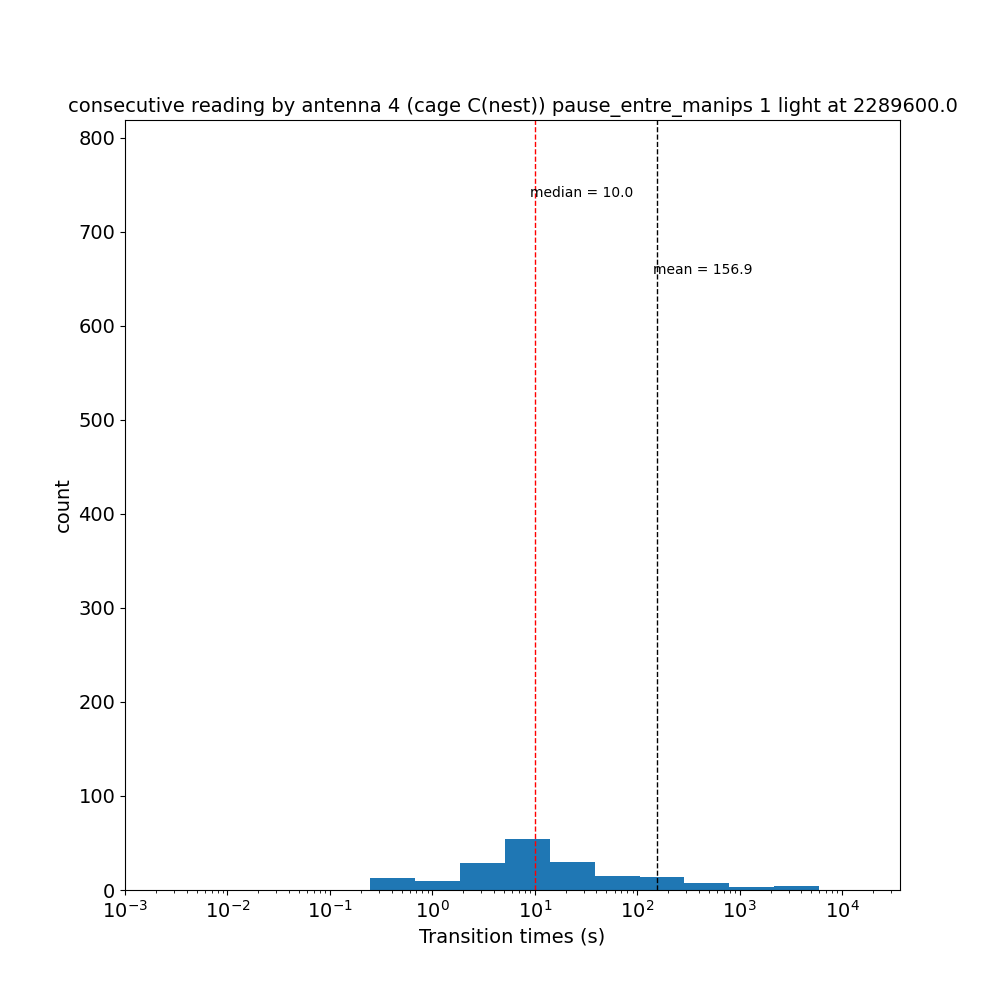 consecutive reading by antenna 4 (cage C(nest)) pause_entre_manips 1 light at 2289600.0
800
median = 10.0
700
mean = 156.9
600
500
count
400
300
200
100
0
10⁻³ 10⁻² 10⁻¹ 10⁰ 10¹ 10² 10³ 10⁴
Transition times (s)